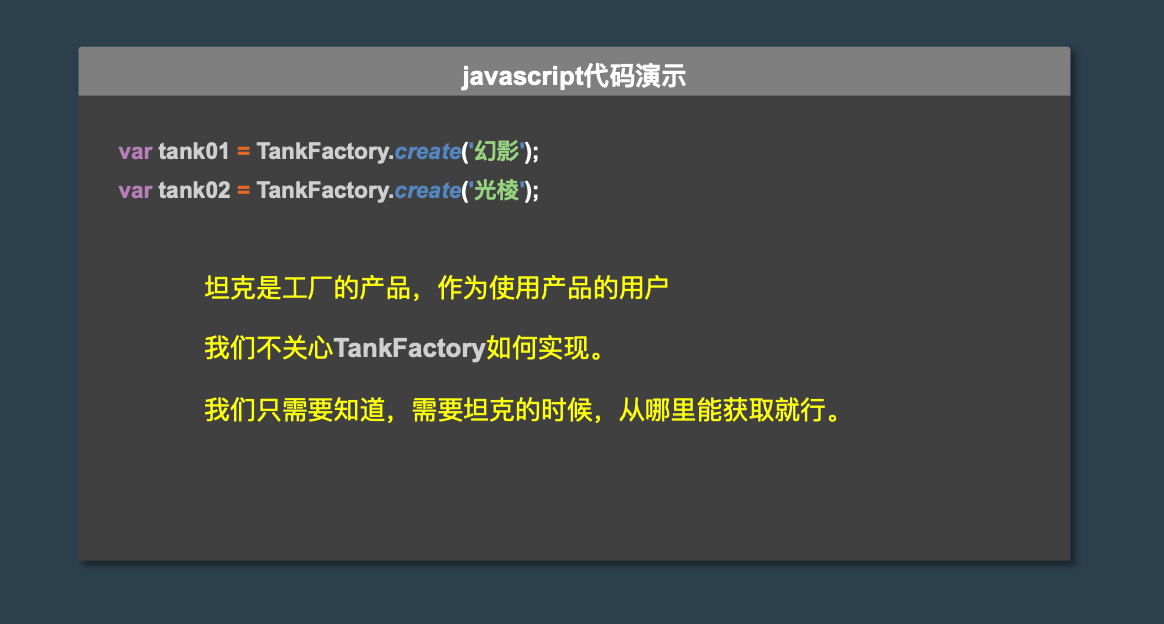 javascript代码演示
var tank01 = TankFactory.create('幻影');
var tank02 = TankFactory.create('光棱');
坦克是工厂的产品，作为使用产品的用户
我们不关心TankFactory如何实现。
我们只需要知道，需要坦克的时候，从哪里能获取就行。